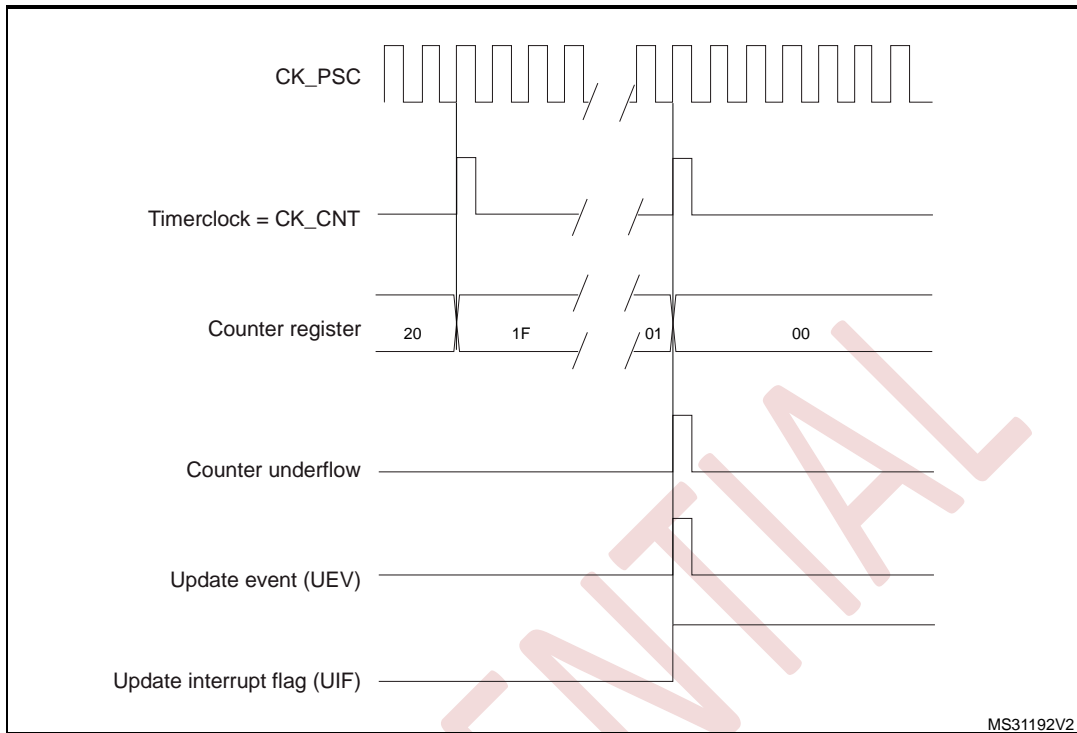 CK_PSC
Timerclock = CK_CNT
Counter register
20
1F
01
00
Counter underflow
Update event (UEV)
Update interrupt flag (UIF)
ENTIAL
MS31192V2